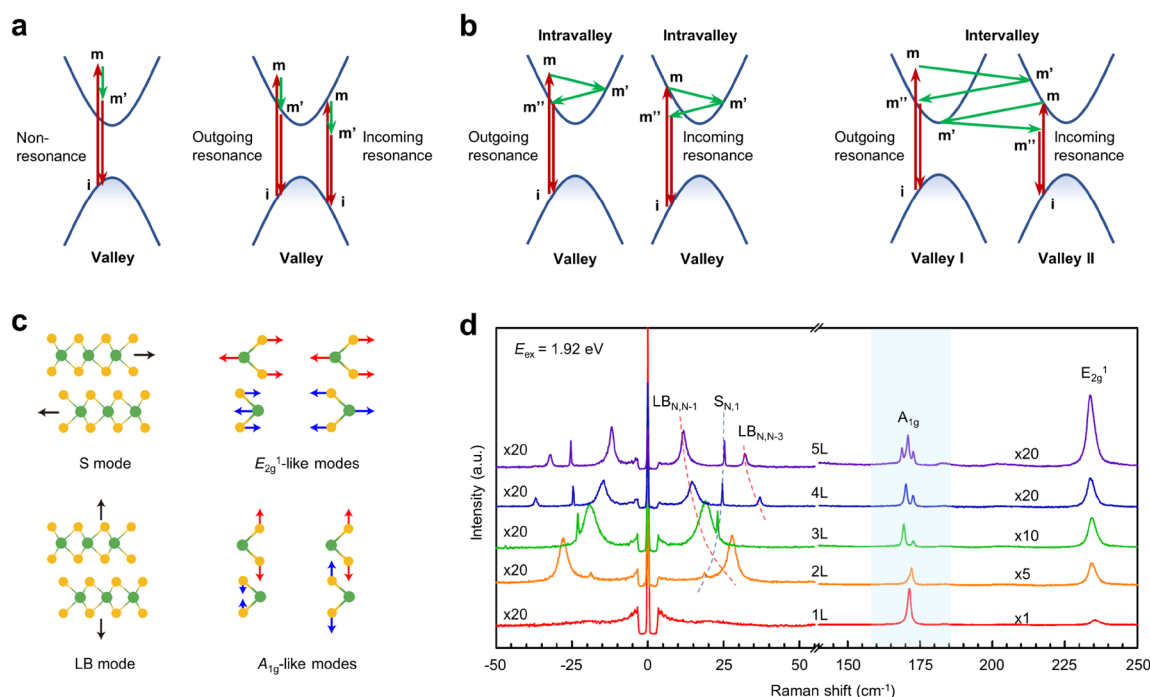 a
m
m'
Non-
resonance
i
Valley
m
m'
Outgoing
resonance
i
m
m'
Incoming
resonance
i
Valley
b
Intravalley
m
m'
m''
Outgoing
resonance
i
Valley
Intravalley
m
m'
m''
Incoming
resonance
i
Valley
Intervalley
m
m'
m''
m'
m
m''
Outgoing
resonance
Incoming
resonance
i
Valley I
Valley II
c
S mode
E2g1-like modes
LB mode
A1g-like modes
d
Eex = 1.92 eV
LBN,N-1
SN,1
LBN,N-3
A1g
E2g1
x20
5L
x20
x20
4L
x20
x20
3L
x10
x20
2L
x5
x20
1L
x1
Intensity (a.u.)
-50 -25 0 25 50 150 175 200 225 250
Raman shift (cm-1)